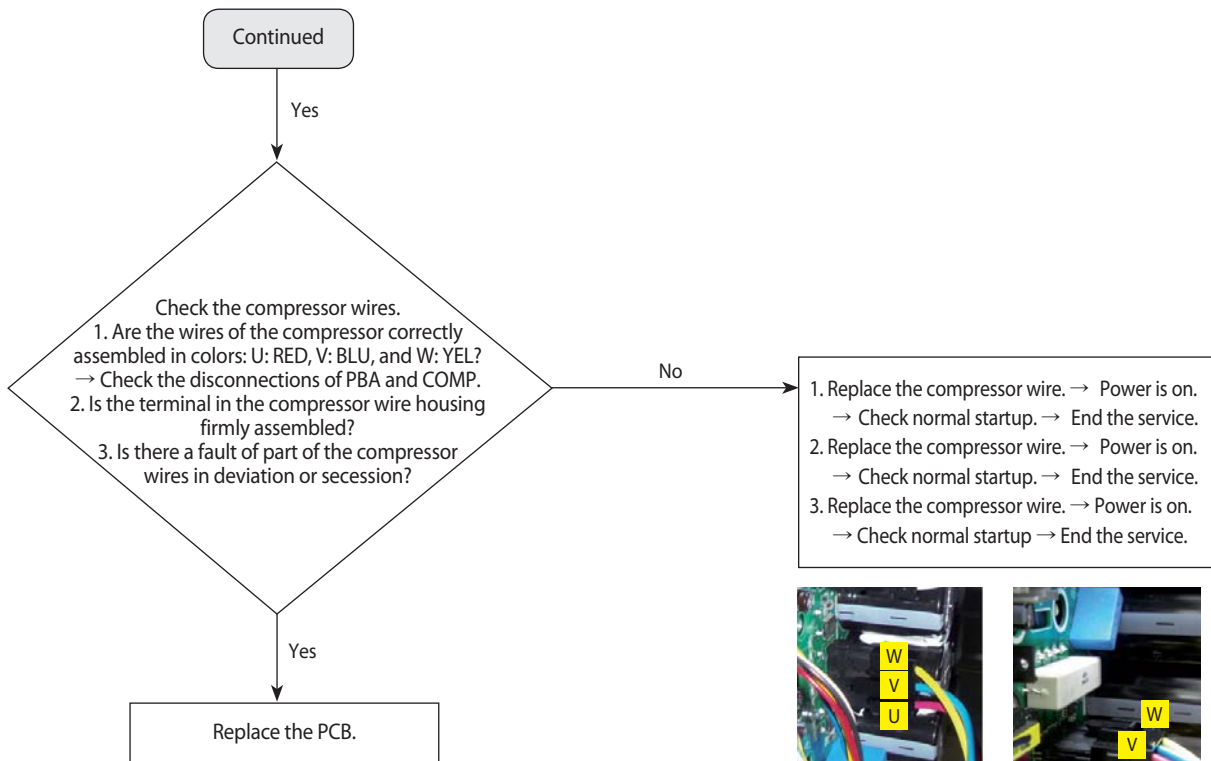 Continued
Yes
Check the compressor wires.
1. Are the wires of the compressor correctly
assembled in colors: U: RED, V: BLU, and W: YEL?
→ Check the disconnections of PBA and COMP.
2. Is the terminal in the compressor wire housing
firmly assembled?
3. Is there a fault of part of the compressor
wires in deviation or secession?
No
1. Replace the compressor wire. → Power is on.
→ Check normal startup. → End the service.
2. Replace the compressor wire. → Power is on.
→ Check normal startup. → End the service.
3. Replace the compressor wire. → Power is on.
→ Check normal startup → End the service.
Yes
Replace the PCB.
W
V
U
W
V